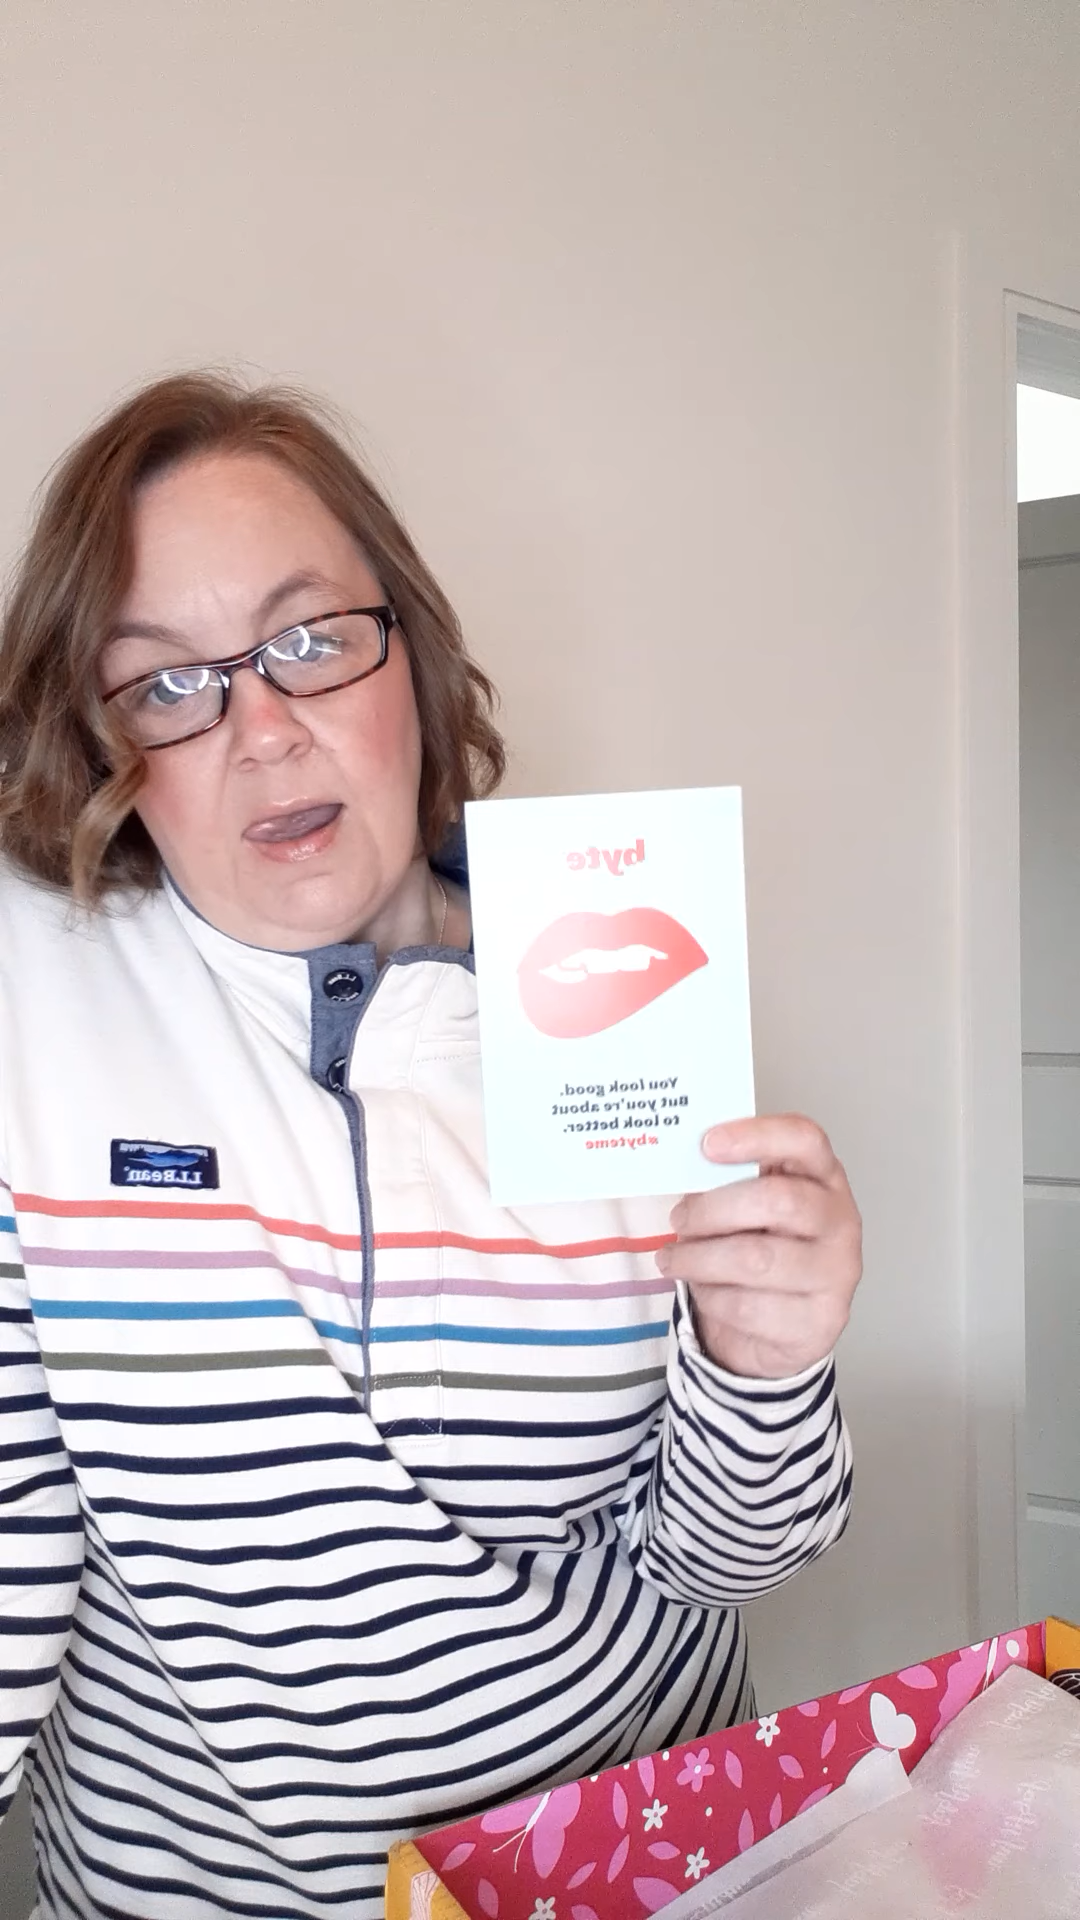 byte
You look good.
But you're about
to look better.
#byteme
L.L.Bean